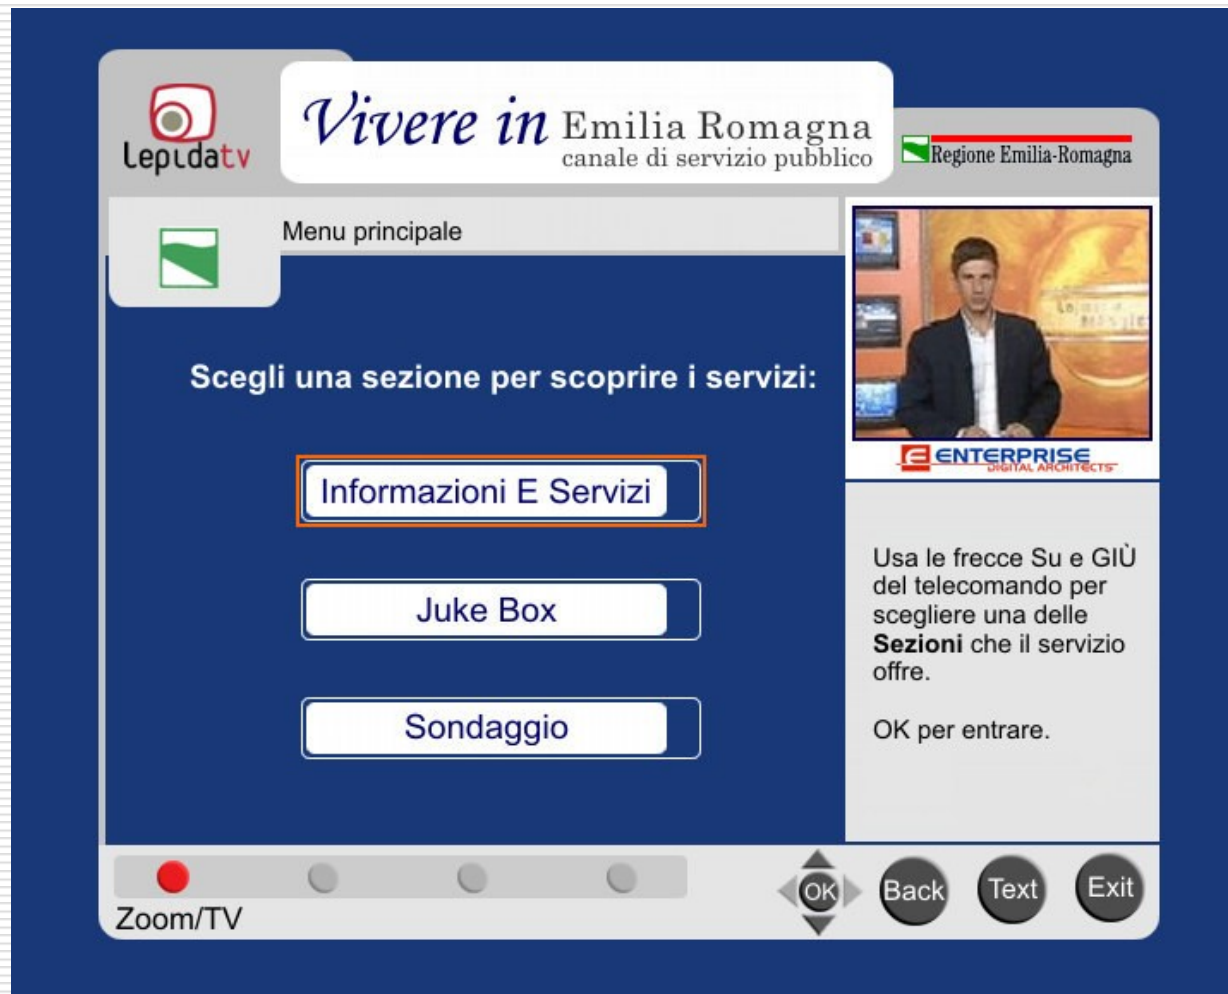 Lepidatv
Vivere in Emilia Romagna
canale di servizio pubblico
Regione Emilia-Romagna
Menu principale
Scegli una sezione per scoprire i servizi:
Informazioni E Servizi
Juke Box
Sondaggio
ENTERPRISE
DIGITAL ARCHITECTS
Usa le frecce Su e GIÙ
del telecomando per
scegliere una delle
Sezioni che il servizio
offre.
OK per entrare.
Zoom/TV
OK
Back
Text
Exit